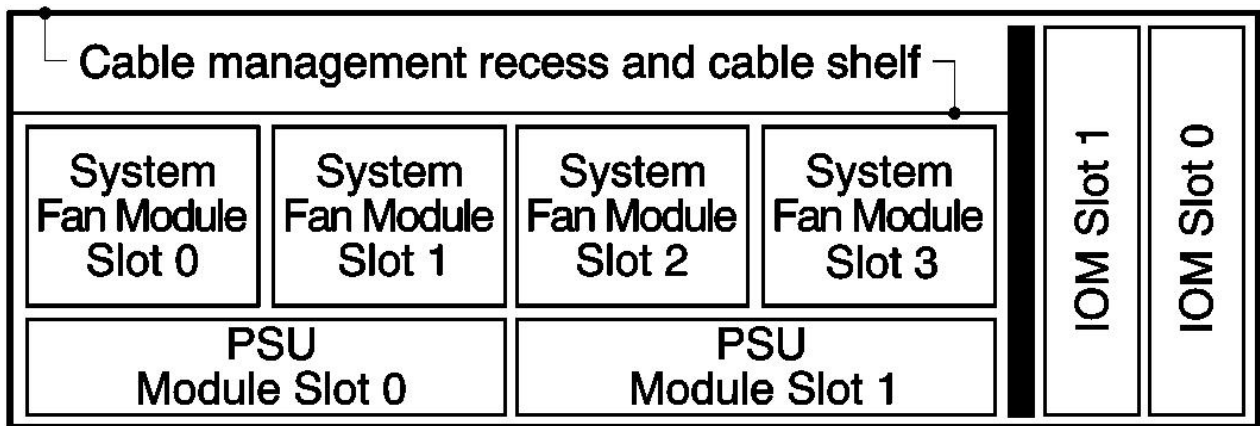 Cable management recess and cable shelf
System
Fan Module
Slot 0
System
Fan Module
Slot 1
System
Fan Module
Slot 2
System
Fan Module
Slot 3
PSU
Module Slot 0
PSU
Module Slot 1
IOM Slot 1
IOM Slot 0